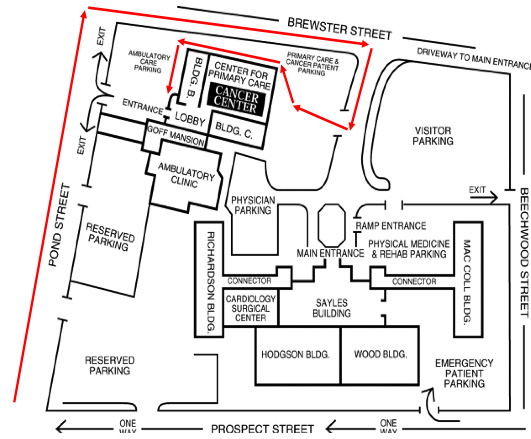 BREWSTER STREET
EXIT
AMBULATORY
CARE
PARKING
PRIMARY CARE &
CANCER PATIENT
PARKING
DRIVEWAY TO MAIN ENTRANCE
BLDG. B.
CENTER FOR
PRIMARY CARE
CANCER
CENTER
ENTRANCE
LOBBY
BLDG. C.
GOFF MANSION
EXIT
VISITOR
PARKING
AMBULATORY
CLINIC
PHYSICIAN
PARKING
EXIT
POND STREET
BEECHWOOD STREET
RESERVED
PARKING
RAMP ENTRANCE
MAIN ENTRANCE
PHYSICAL MEDICINE
& REHAB PARKING
RICHARDSON BLDG.
MAC COLL BLDG.
CONNECTOR
CONNECTOR
CARDIOLOGY
SURGICAL
CENTER
SAYLES
BUILDING
HODGSON BLDG.
WOOD BLDG.
RESERVED
PARKING
EMERGENCY
PATIENT
PARKING
ONE
WAY
PROSPECT STREET
ONE
WAY